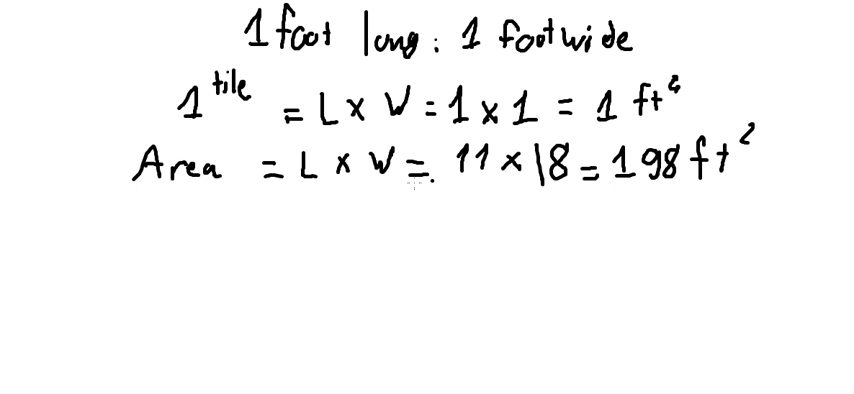 1 foot long : 1 foot wide
1 tile = L x W = 1 x 1 = 1 ft²
Area = L x W = 11 x 18 = 198 ft²